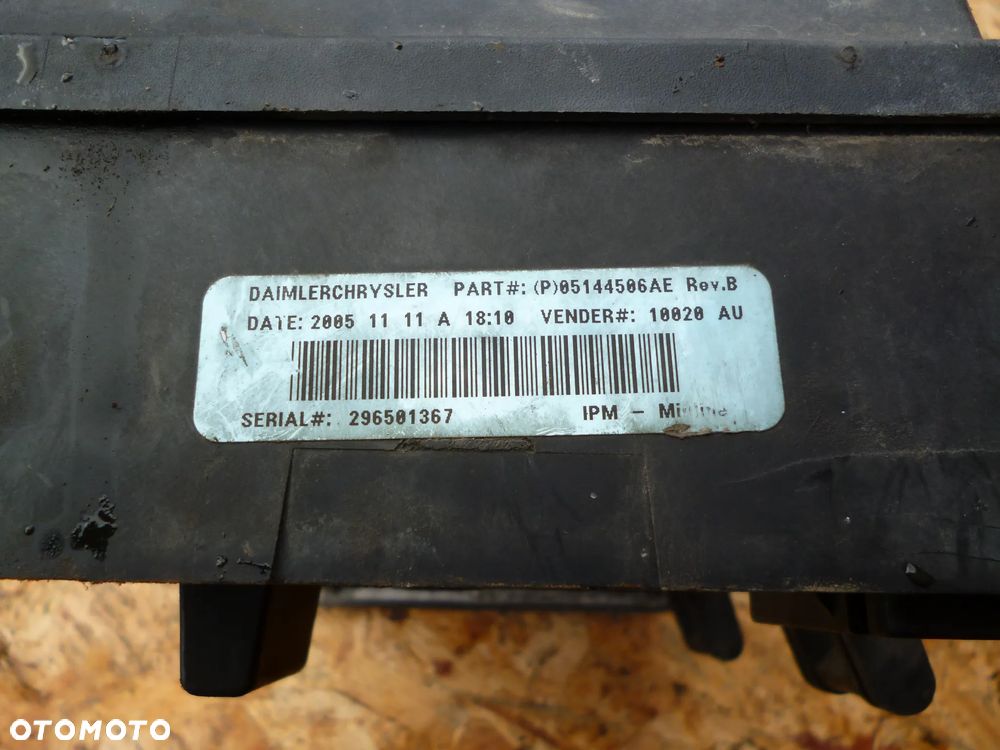 DAIMLERCHRYSLER PART#: (P)05144506AE Rev.B
DATE: 2005 11 11 A 18:10 VENDER#: 10020 AU
SERIAL#: 296501367 IPM –
OTOMOTO